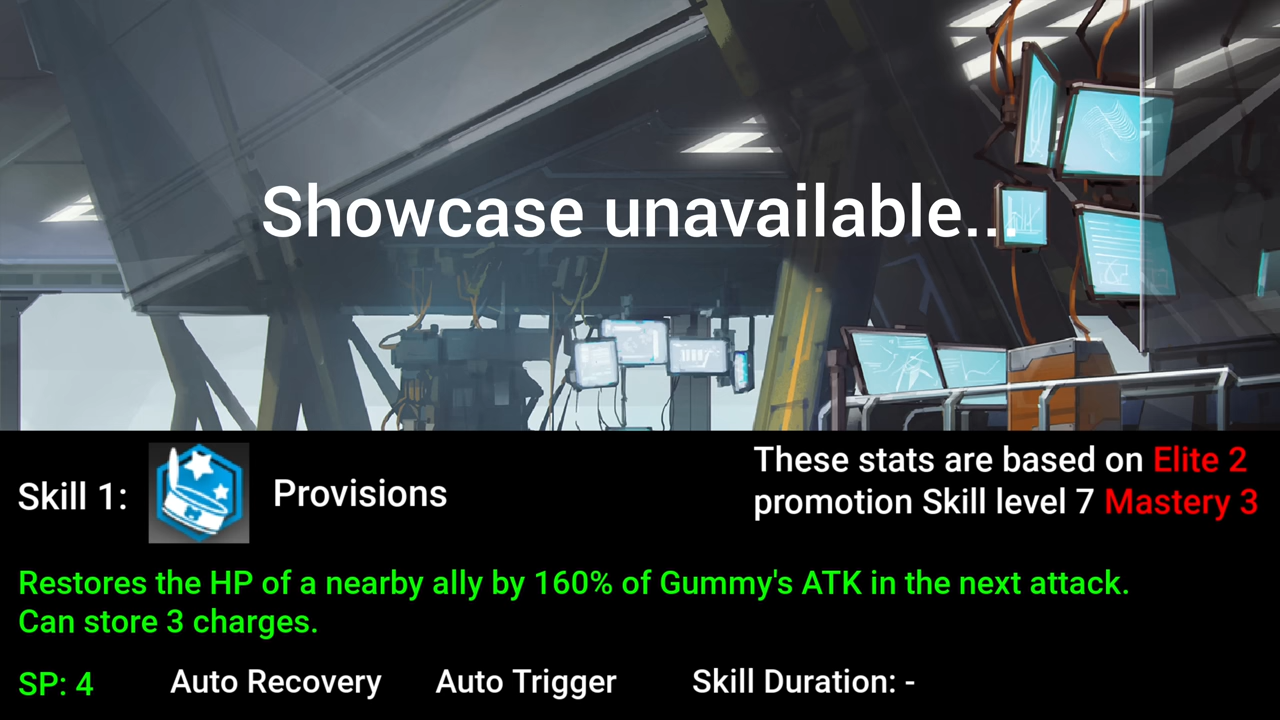 Showcase unavailable...
Skill 1:
Provisions
These stats are based on Elite 2
promotion Skill level 7 Mastery 3
Restores the HP of a nearby ally by 160% of Gummy's ATK in the next attack.
Can store 3 charges.
SP: 4
Auto Recovery
Auto Trigger
Skill Duration: -